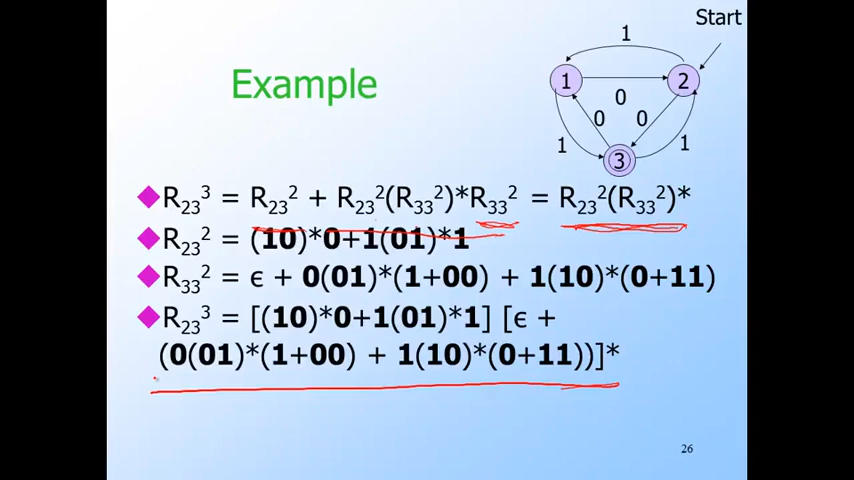 Start
1
Example
1
2
0
0
0
1
1
3
R₂₃³ = R₂₃² + R₂₃²(R₃₃²)*R₃₃² = R₂₃²(R₃₃²)*
R₂₃² = (10)*0+1(01)*1
R₃₃² = ϵ + 0(01)*(1+00) + 1(10)*(0+11)
R₂₃³ = [(10)*0+1(01)*1] [ϵ +
(0(01)*(1+00) + 1(10)*(0+11))]*
26